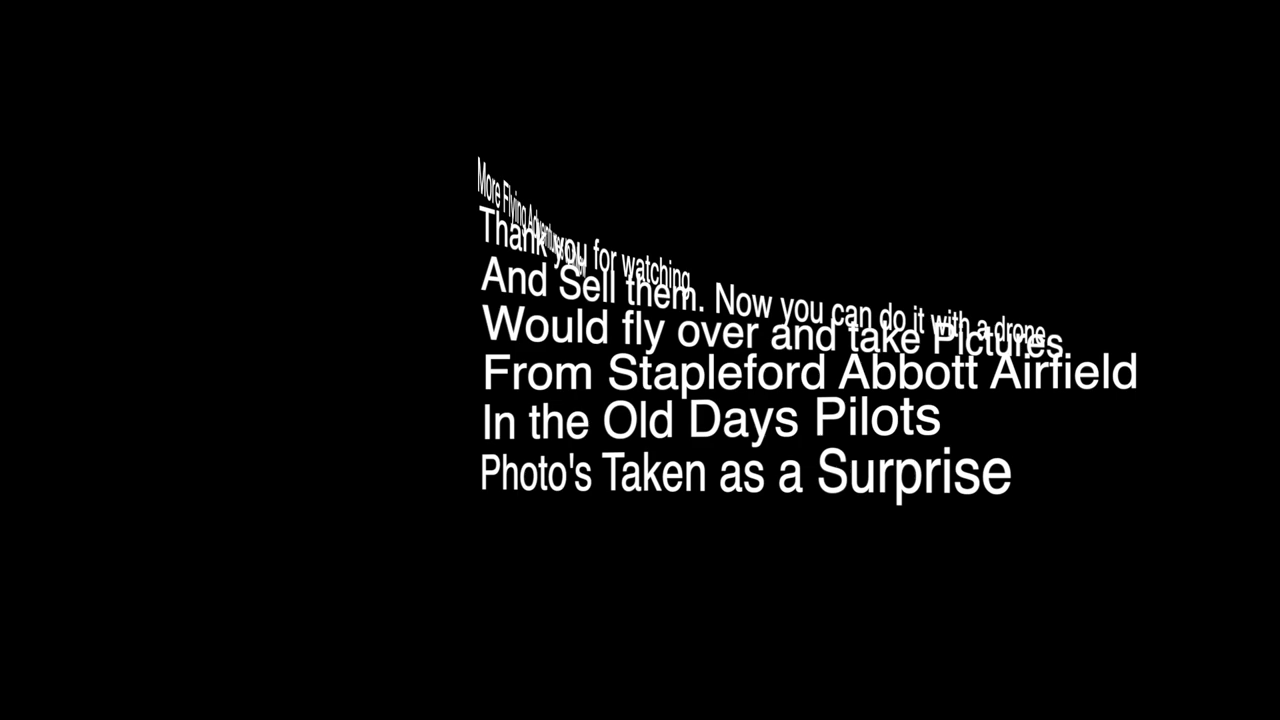 More Flying Adventures
Thank you for watching
And Sell them. Now you can do it with a drone
Would fly over and take Pictures
From Stapleford Abbott Airfield
In the Old Days Pilots
Photo's Taken as a Surprise